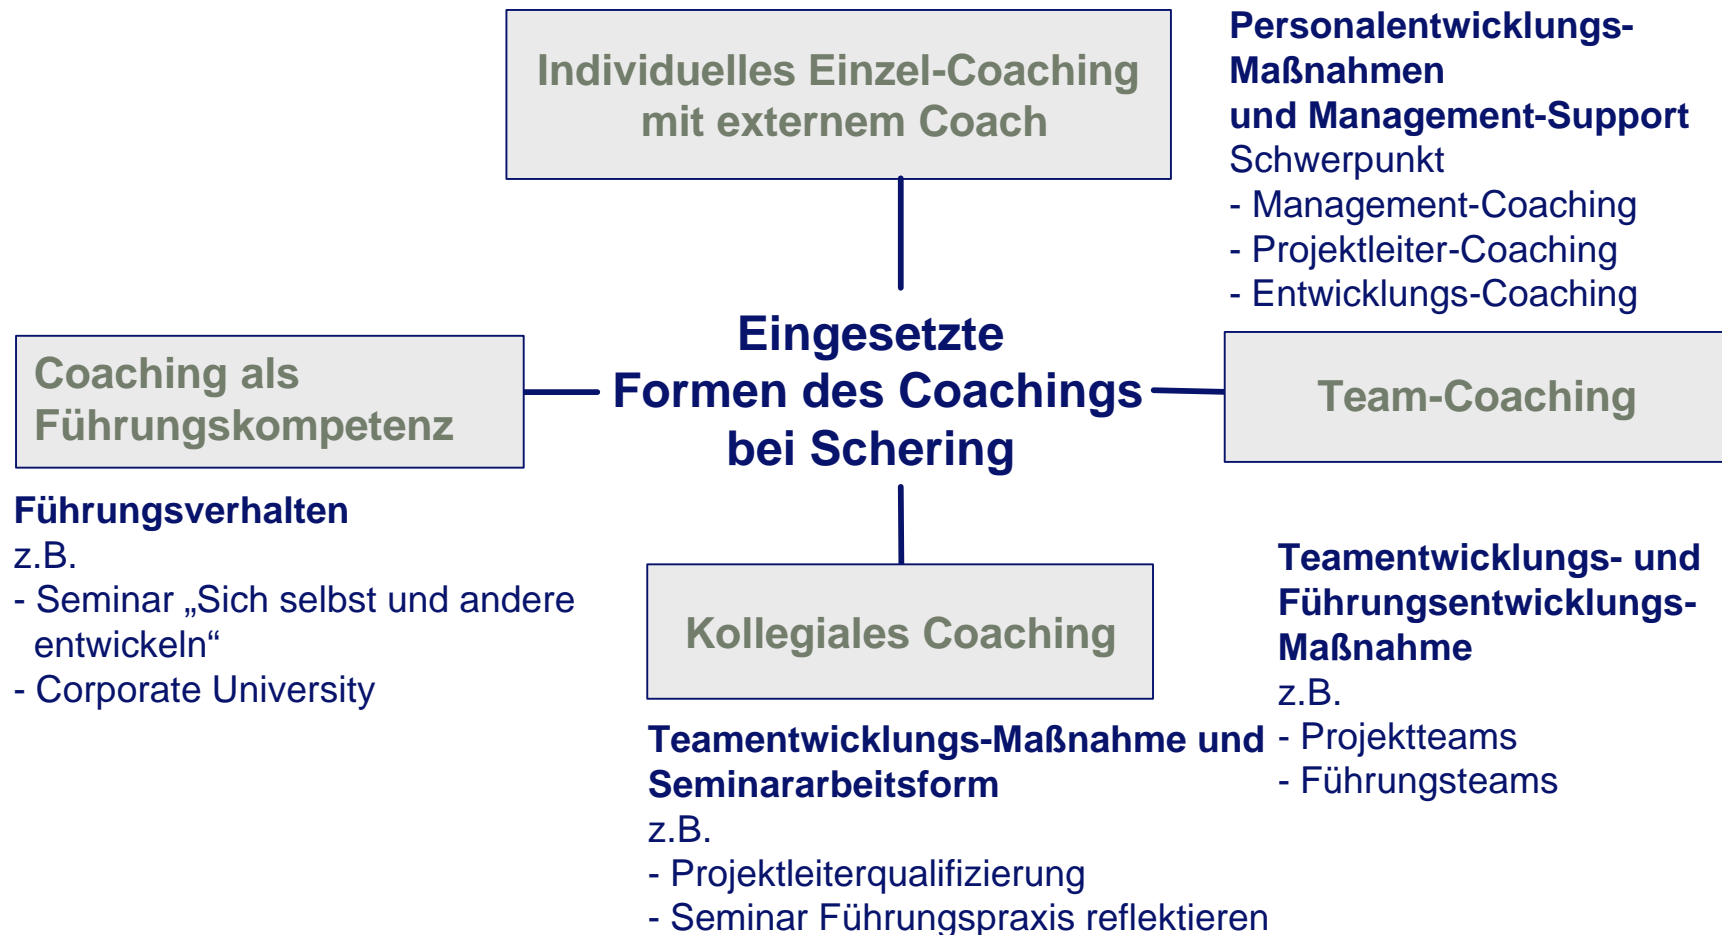 Individuelles Einzel-Coaching
mit externem Coach
Personalentwicklungs-
Maßnahmen
und Management-Support
Schwerpunkt
- Management-Coaching
- Projektleiter-Coaching
- Entwicklungs-Coaching
Eingesetzte
Formen des Coachings
bei Schering
Coaching als
Führungskompetenz
Führungsverhalten
z.B.
- Seminar „Sich selbst und andere
entwickeln“
- Corporate University
Team-Coaching
Teamentwicklungs- und
Führungsentwicklungs-
Maßnahme
z.B.
- Projektteams
- Führungsteams
Kollegiales Coaching
Teamentwicklungs-Maßnahme und
Seminararbeitsform
z.B.
- Projektleiterqualifizierung
- Seminar Führungspraxis reflektieren